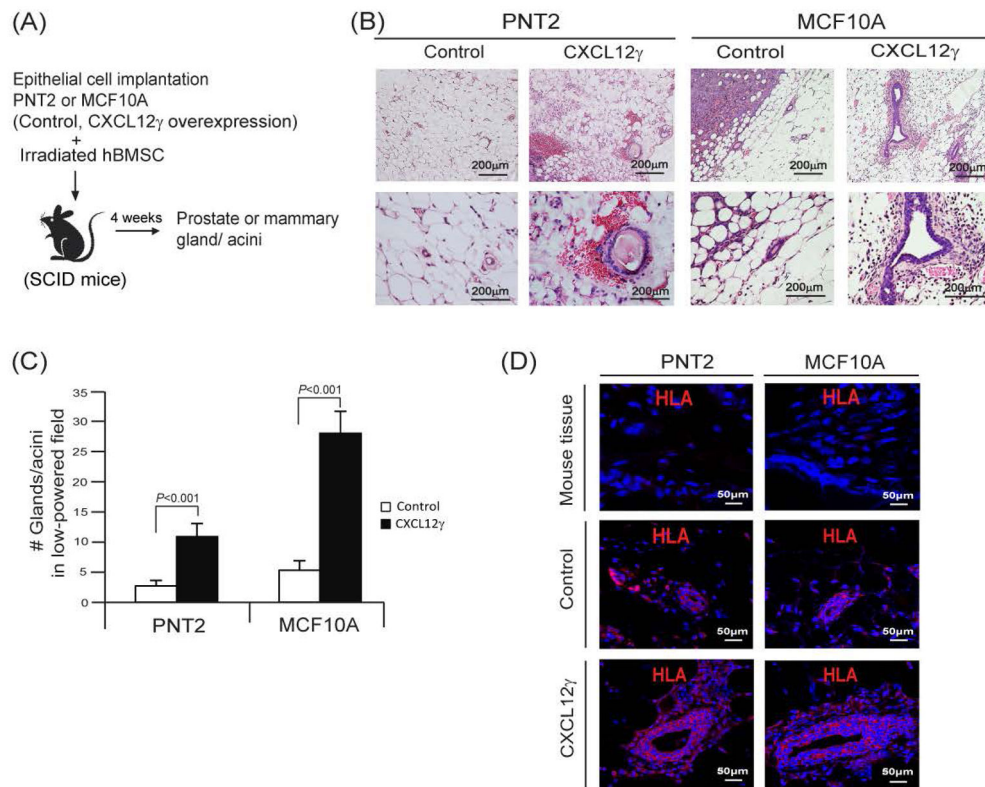 (A)
Epithelial cell implantation
PNT2 or MCF10A
(Control, CXCL12γ overexpression)
+
Irradiated hBMSC
4 weeks
Prostate or mammary
gland/ acini
(SCID mice)
(B)
PNT2
MCF10A
Control
CXCL12γ
Control
CXCL12γ
200μm
200μm
200μm
200μm
200μm
200μm
200μm
200μm
(C)
# Glands/acini
in low-powered field
35
30
25
20
15
10
5
0
P<0.001
P<0.001
Control
CXCL12γ
PNT2
MCF10A
(D)
PNT2
MCF10A
Mouse tissue
HLA
HLA
50μm
50μm
Control
HLA
HLA
50μm
50μm
CXCL12γ
HLA
HLA
50μm
50μm